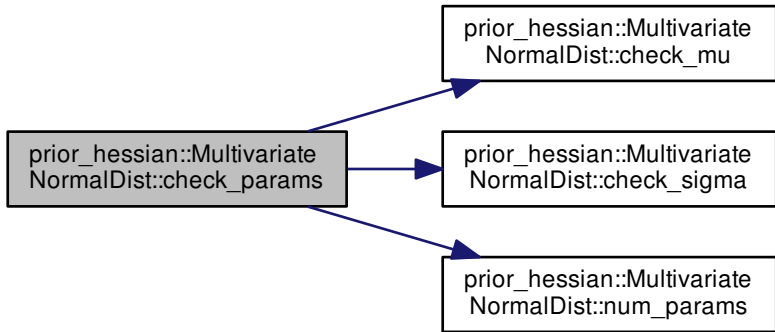 prior_hessian::Multivariate
NormalDist::check_mu
prior_hessian::Multivariate
NormalDist::check_params
prior_hessian::Multivariate
NormalDist::check_sigma
prior_hessian::Multivariate
NormalDist::num_params